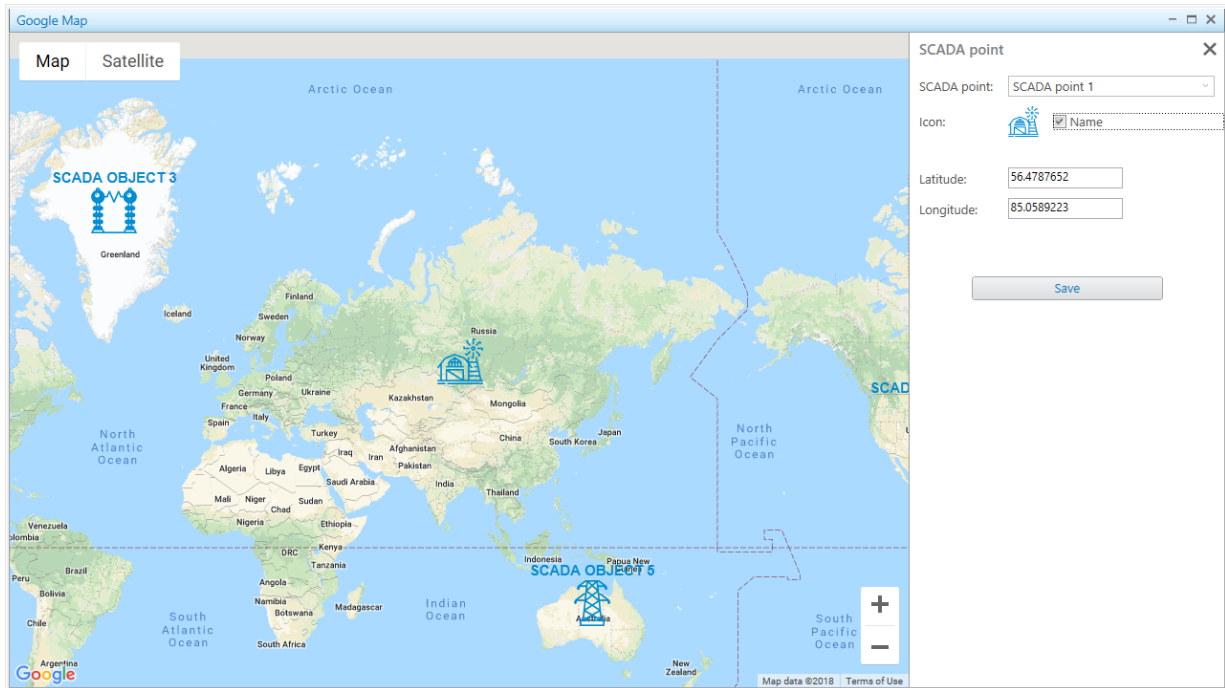 Google Map
Map Satellite
SCADA point
SCADA point: SCADA point 1
Icon: Name
Latitude: 56.4787652
Longitude: 85.0589223
Save
Arctic Ocean
Arctic Ocean
SCADA OBJECT 3
Greenland
Iceland
Finland
Sweden
Norway
Russia
United
Kingdom
Poland
Germany
Ukraine
France
Italy
Spain
Kazakhstan
Mongolia
SCAD
North
Atlantic
Ocean
Turkey
Iraq
Iran
Afghanistan
Pakistan
China
South Korea
Japan
North
Pacific
Ocean
Algeria
Libya
Egypt
Saudi Arabia
India
Thailand
Mali
Niger
Chad
Sudan
Nigeria
Ethiopia
Venezuela
olombia
DRC
Kenya
Tanzania
Indonesia
Papua New
SCADA OBJECT 5
Peru
Brazil
Bolivia
Angola
Namibia
Botswana
Madagascar
Indian
Ocean
Australia
Chile
South
Atlantic
Ocean
South Africa
South
Pacific
Ocean
Argentina
New
Zealand
Google
Map data ©2018 Terms of Use